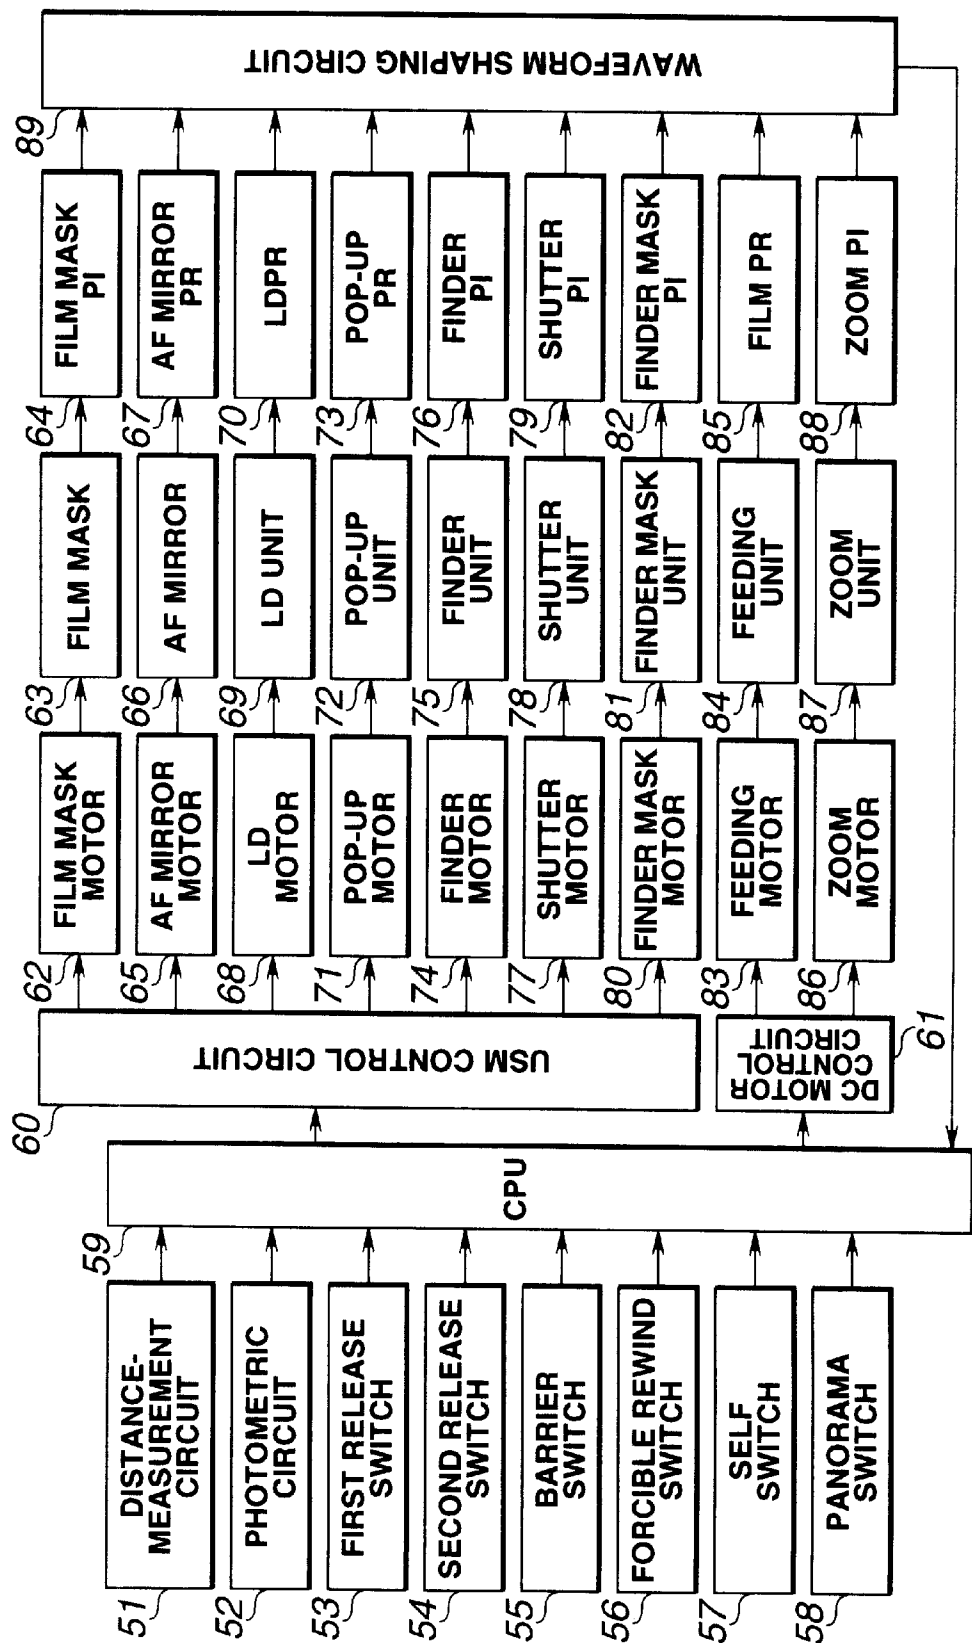 51
DISTANCE-
MEASUREMENT
CIRCUIT
52
PHOTOMETRIC
CIRCUIT
53
FIRST RELEASE
SWITCH
54
SECOND RELEASE
SWITCH
55
BARRIER
SWITCH
56
FORCIBLE REWIND
SWITCH
57
SELF
SWITCH
58
PANORAMA
SWITCH
59
CPU
60
USM CONTROL CIRCUIT
61
DC MOTOR
CONTROL
CIRCUIT
62
FILM MASK
MOTOR
63
FILM MASK
64
FILM MASK
PI
65
AF MIRROR
MOTOR
66
AF MIRROR
67
AF MIRROR
PR
68
LD
MOTOR
69
LD UNIT
70
LDPR
71
POP-UP
MOTOR
72
POP-UP
UNIT
73
POP-UP
PR
74
FINDER
MOTOR
75
FINDER
UNIT
76
FINDER
PI
77
SHUTTER
MOTOR
78
SHUTTER
UNIT
79
SHUTTER
PI
80
FINDER MASK
MOTOR
81
FINDER MASK
UNIT
82
FINDER MASK
PI
83
FEEDING
MOTOR
84
FEEDING
UNIT
85
FILM PR
86
ZOOM
MOTOR
87
ZOOM
UNIT
88
ZOOM PI
89
WAVEFORM SHAPING CIRCUIT